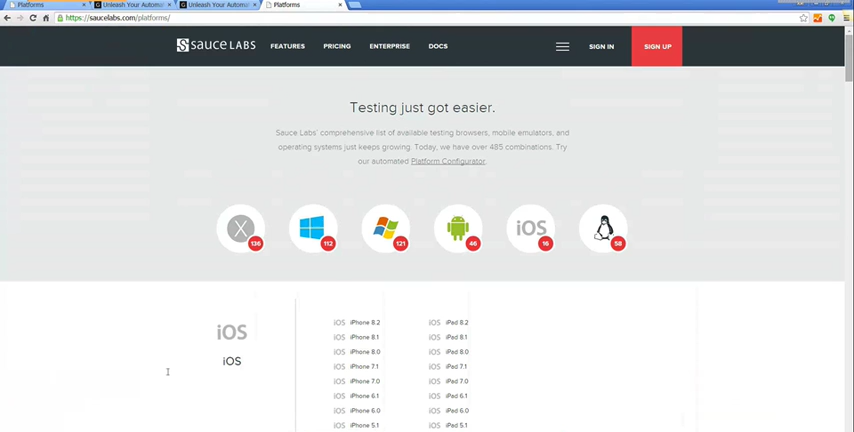 Platforms
Unleash Your Automat
Unleash Your Automat
Platforms
https://saucelabs.com/platforms/
SAUCE LABS
FEATURES
PRICING
ENTERPRISE
DOCS
SIGN IN
SIGN UP
Testing just got easier.
Sauce Labs' comprehensive list of available testing browsers, mobile emulators, and
operating systems just keeps growing. Today, we have over 485 combinations. Try
our automated Platform Configurator.
X
iOS
136
112
121
46
16
58
iOS
iOS
iOS iPhone 8.2
iOS iPhone 8.1
iOS iPhone 8.0
iOS iPhone 7.1
iOS iPhone 7.0
iOS iPhone 6.1
iOS iPhone 6.0
iOS iPhone 5.1
iOS iPad 8.2
iOS iPad 8.1
iOS iPad 8.0
iOS iPad 7.1
iOS iPad 7.0
iOS iPad 6.1
iOS iPad 6.0
iOS iPad 5.1